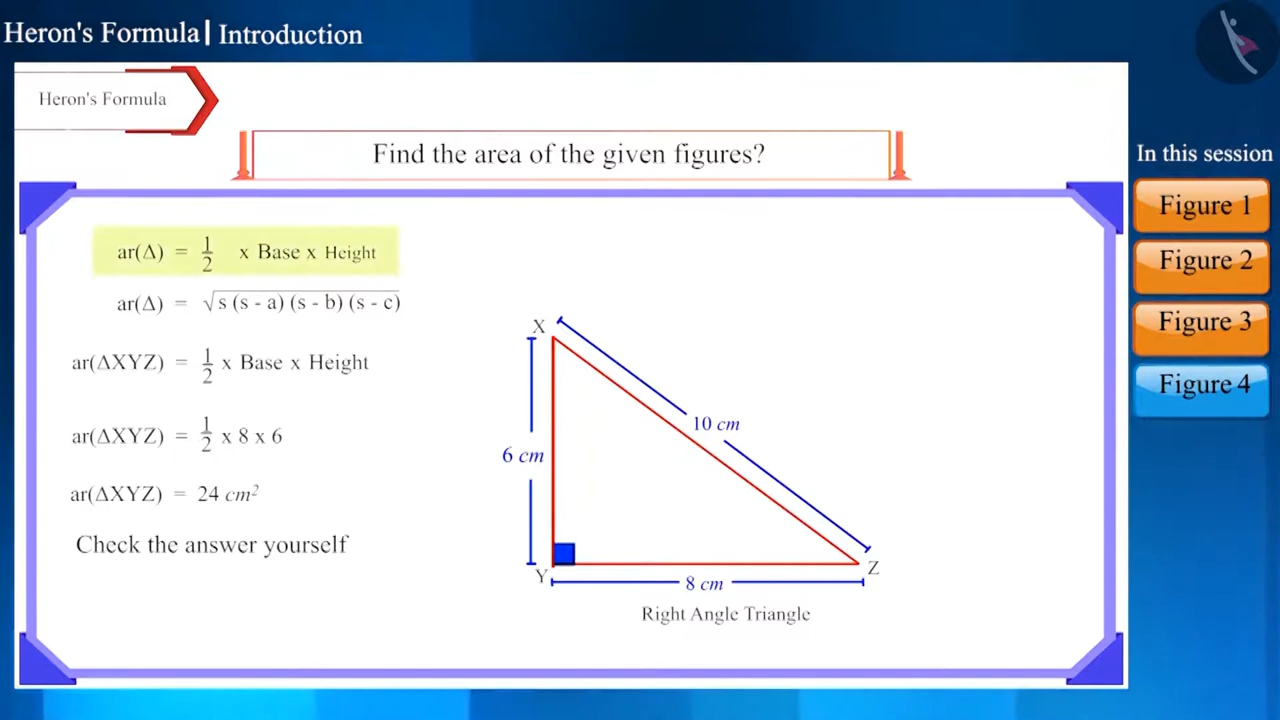 Heron's Formula | Introduction
Heron's Formula
Find the area of the given figures?
In this session
Figure 1
Figure 2
Figure 3
Figure 4
ar(Δ) = 1/2 x Base x Height
ar(Δ) = √s (s - a) (s - b) (s - c)
ar(ΔXYZ) = 1/2 x Base x Height
ar(ΔXYZ) = 1/2 x 8 x 6
ar(ΔXYZ) = 24 cm²
Check the answer yourself
X
10 cm
6 cm
Y
Z
8 cm
Right Angle Triangle